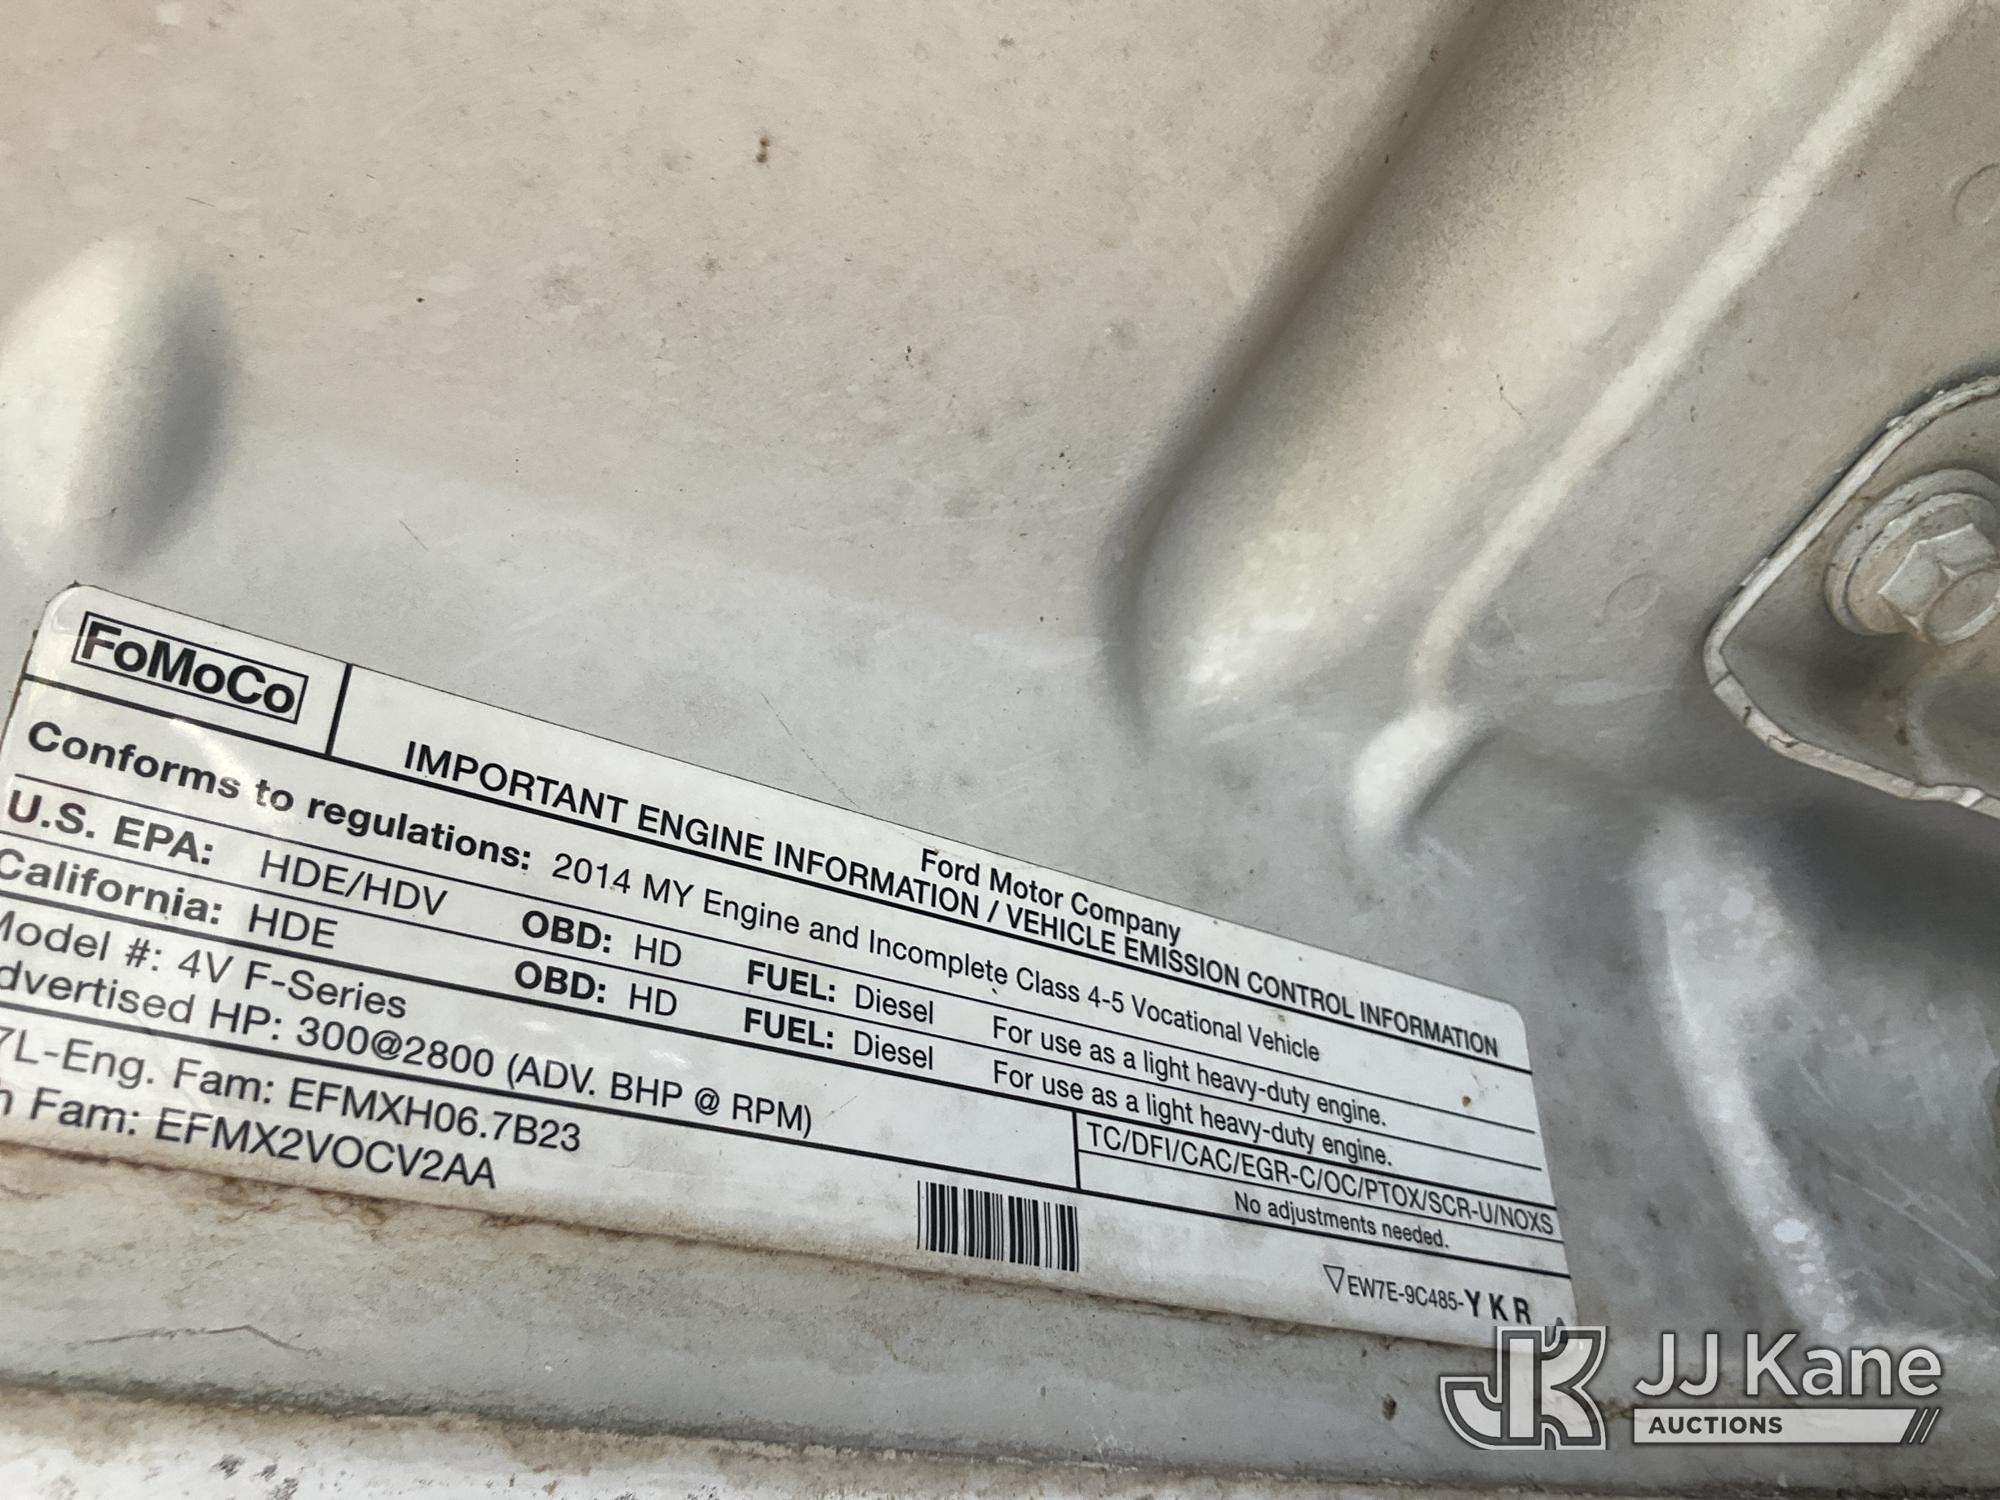 FoMoCo
Ford Motor Company
IMPORTANT ENGINE INFORMATION / VEHICLE EMISSION CONTROL INFORMATION
Conforms to regulations: 2014 MY Engine and Incomplete Class 4-5 Vocational Vehicle
U.S. EPA: HDE/HDV OBD: HD FUEL: Diesel For use as a light heavy-duty engine.
California: HDE OBD: HD FUEL: Diesel For use as a light heavy-duty engine.
Model #: 4V F-Series
dvertised HP: 300@2800 (ADV. BHP @ RPM)
TC/DFI/CAC/EGR-C/OC/PTOX/SCR-U/NOXS
No adjustments needed.
7L-Eng. Fam: EFMXH06.7B23
h Fam: EFMX2VOCV2AA
EW7E-9C485-YKR
JK JJ Kane
AUCTIONS